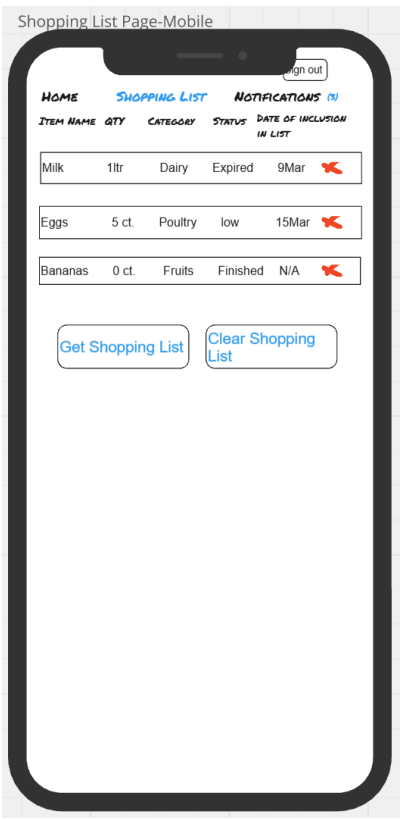 Shopping List Page-Mobile
Sign out
Home Shopping List Notifications (3)
Item Name QTY Category Status Date of inclusion
in list
Milk 1ltr Dairy Expired 9Mar
Eggs 5 ct. Poultry low 15Mar
Bananas 0 ct. Fruits Finished N/A
Get Shopping List Clear Shopping
List